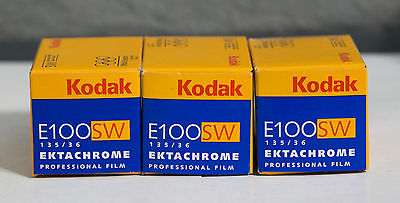 Kodak
E100SW
135/36
EKTACHROME
PROFESSIONAL FILM
Kodak
E100SW
135/36
EKTACHROME
PROFESSIONAL FILM
Kodak
E100SW
135/36
EKTACHROME
PROFESSIONAL FILM